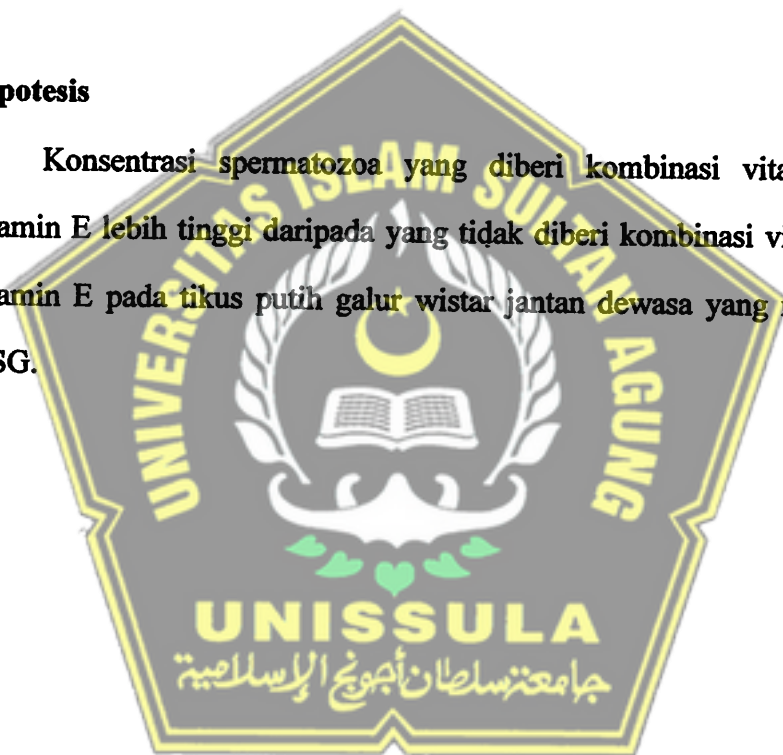 potesis
Konsentrasi spermatozoa yang diberi kombinasi vita
amin E lebih tinggi daripada yang tidak diberi kombinasi vi
amin E pada tikus putih galur wistar jantan dewasa yang
SG.
UNIVERSITAS ISLAM SULTAN AGUNG
UNISSULA
جامعة سلطان أجونج الإسلامية